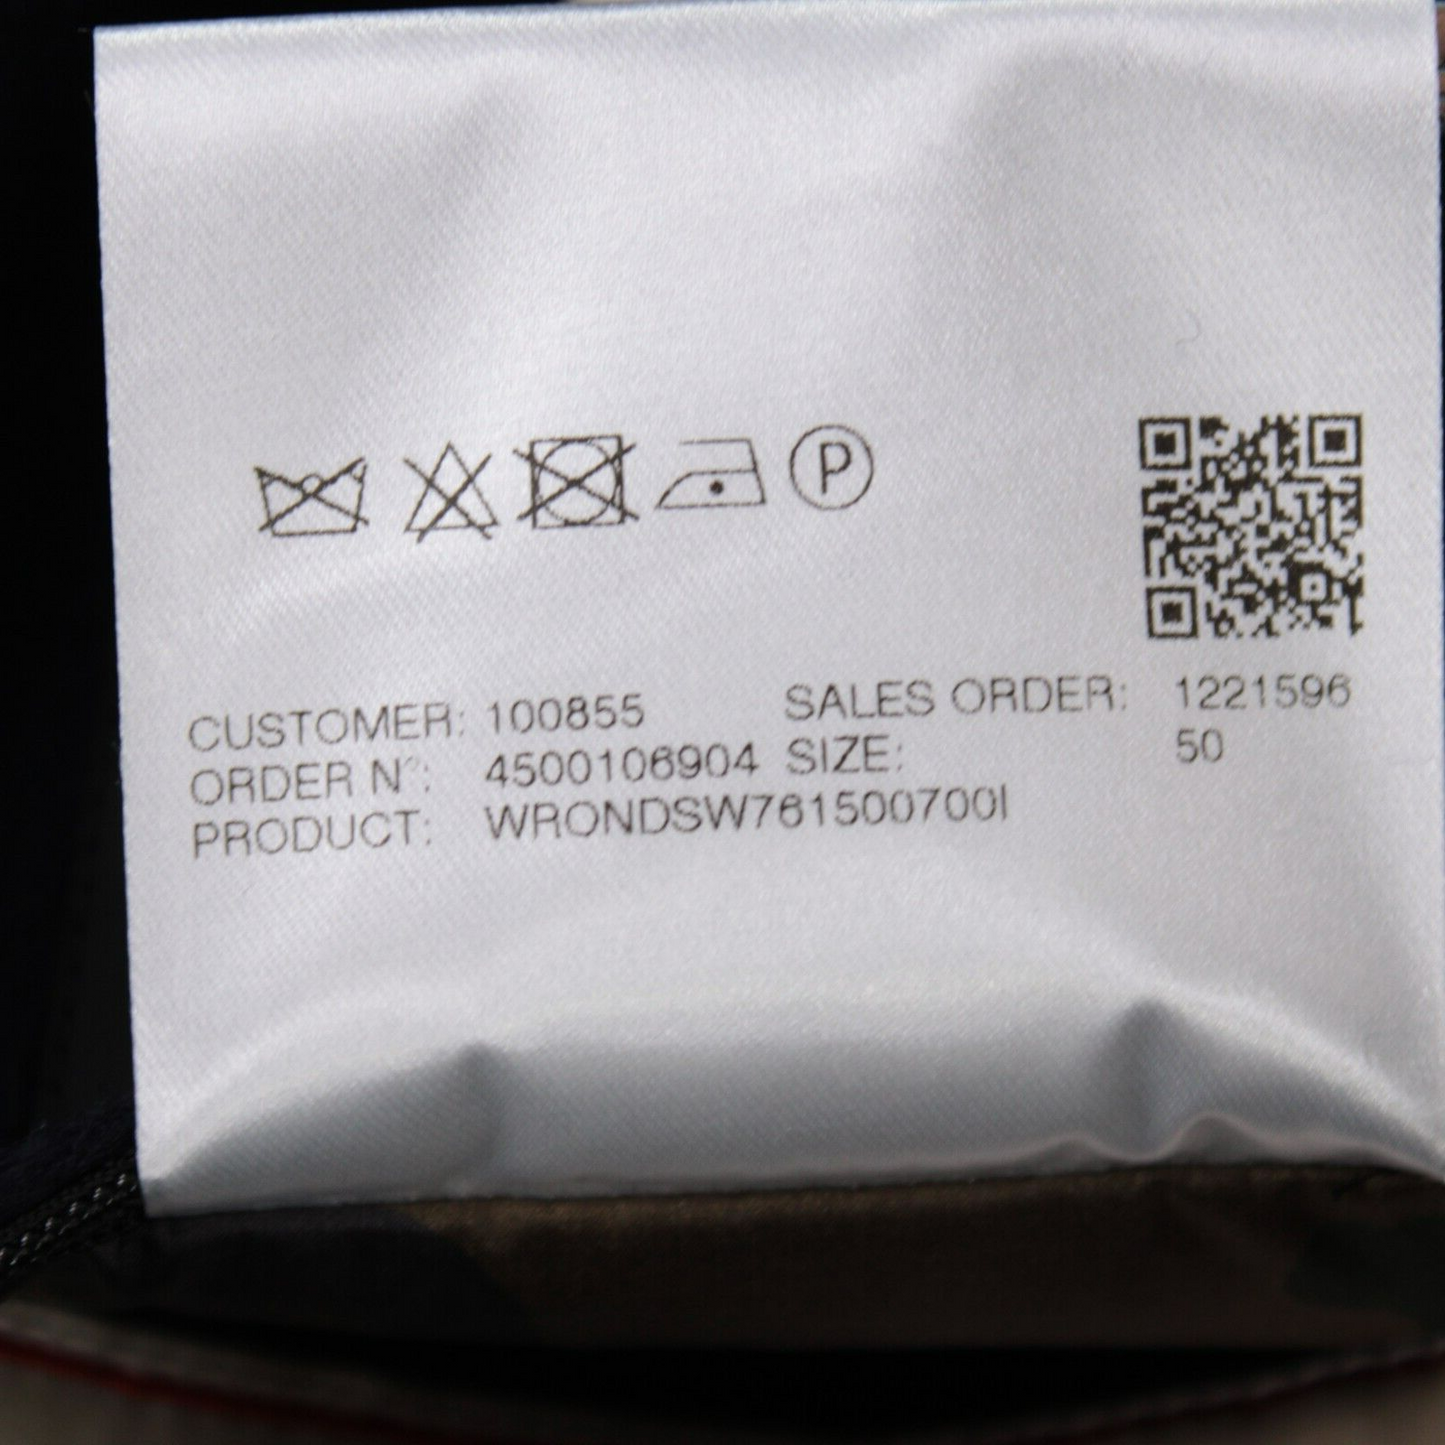 P
CUSTOMER: 100855 SALES ORDER: 1221596
ORDER N°: 4500106904 SIZE: 50
PRODUCT: WRONDSW761500700I